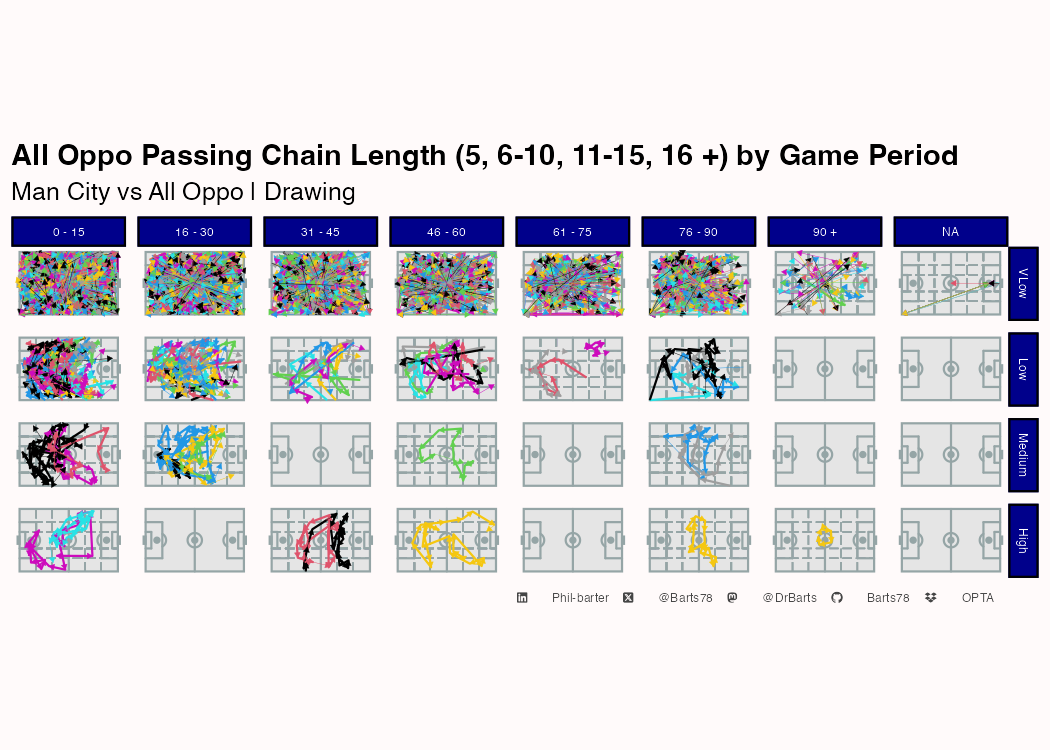 All Oppo Passing Chain Length (5, 6-10, 11-15, 16 +) by Game Period
Man City vs All Oppo | Drawing
0 - 15 16 - 30 31 - 45 46 - 60 61 - 75 76 - 90 90 + NA
VLow
Low
Medium
High
Phil-barter @Barts78 @DrBarts Barts78 OPTA